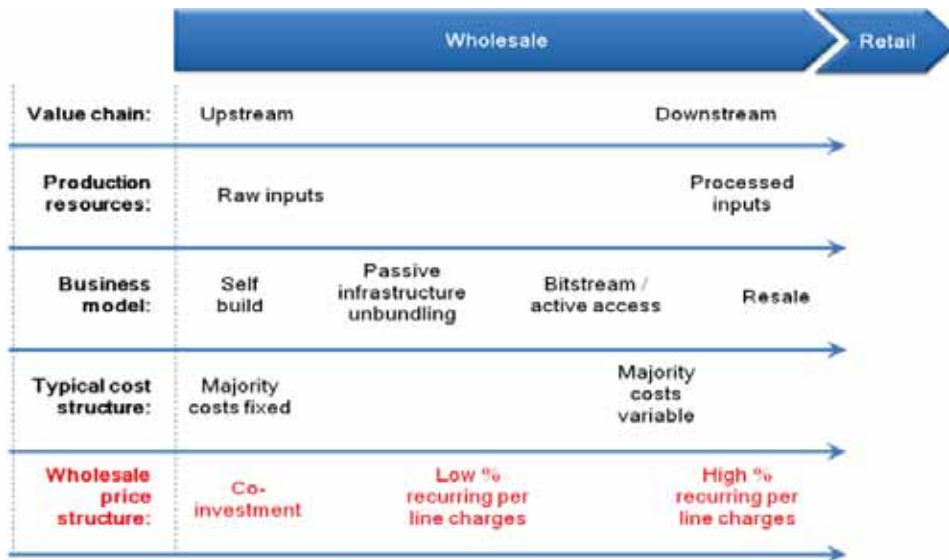 Wholesale
Retail
Value chain:
Upstream
Downstream
Production
resources:
Raw inputs
Processed
inputs
Business
model:
Self
build
Passive
infrastructure
unbundling
Bitstream /
active access
Resale
Typical cost
structure:
Majority
costs fixed
Majority
costs
variable
Wholesale
price
structure:
Co-
investment
Low %
recurring per
line charges
High %
recurring per
line charges